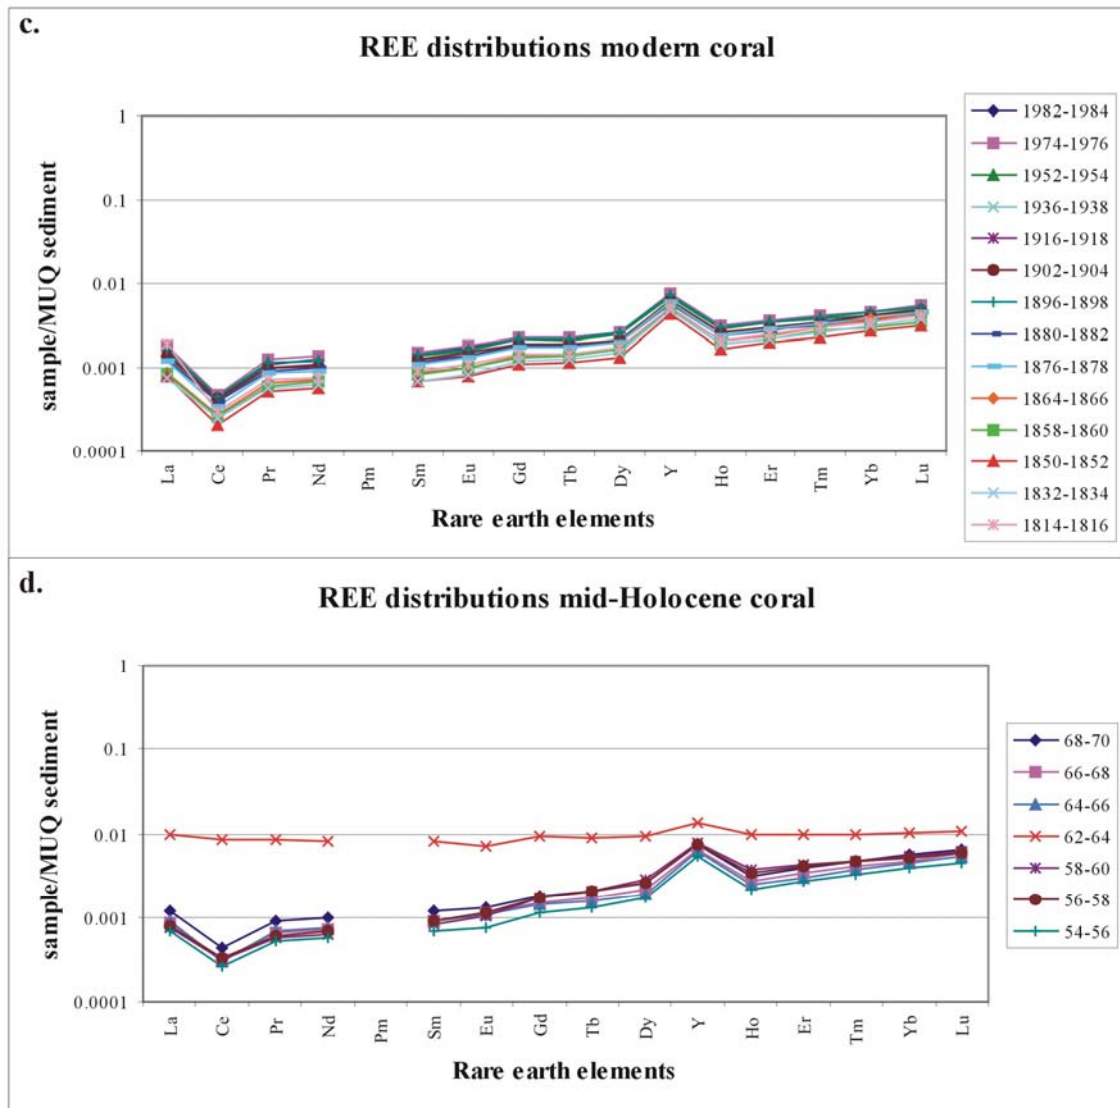 c.
REE distributions modern coral
sample/MUQ sediment
1
0.1
0.01
0.001
0.0001
La
Ce
Pr
Nd
Pm
Sm
Eu
Gd
Tb
Dy
Y
Ho
Er
Tm
Yb
Lu
Rare earth elements
1982-1984
1974-1976
1952-1954
1936-1938
1916-1918
1902-1904
1896-1898
1880-1882
1876-1878
1864-1866
1858-1860
1850-1852
1832-1834
1814-1816
d.
REE distributions mid-Holocene coral
sample/MUQ sediment
1
0.1
0.01
0.001
0.0001
La
Ce
Pr
Nd
Pm
Sm
Eu
Gd
Tb
Dy
Y
Ho
Er
Tm
Yb
Lu
Rare earth elements
68-70
66-68
64-66
62-64
58-60
56-58
54-56